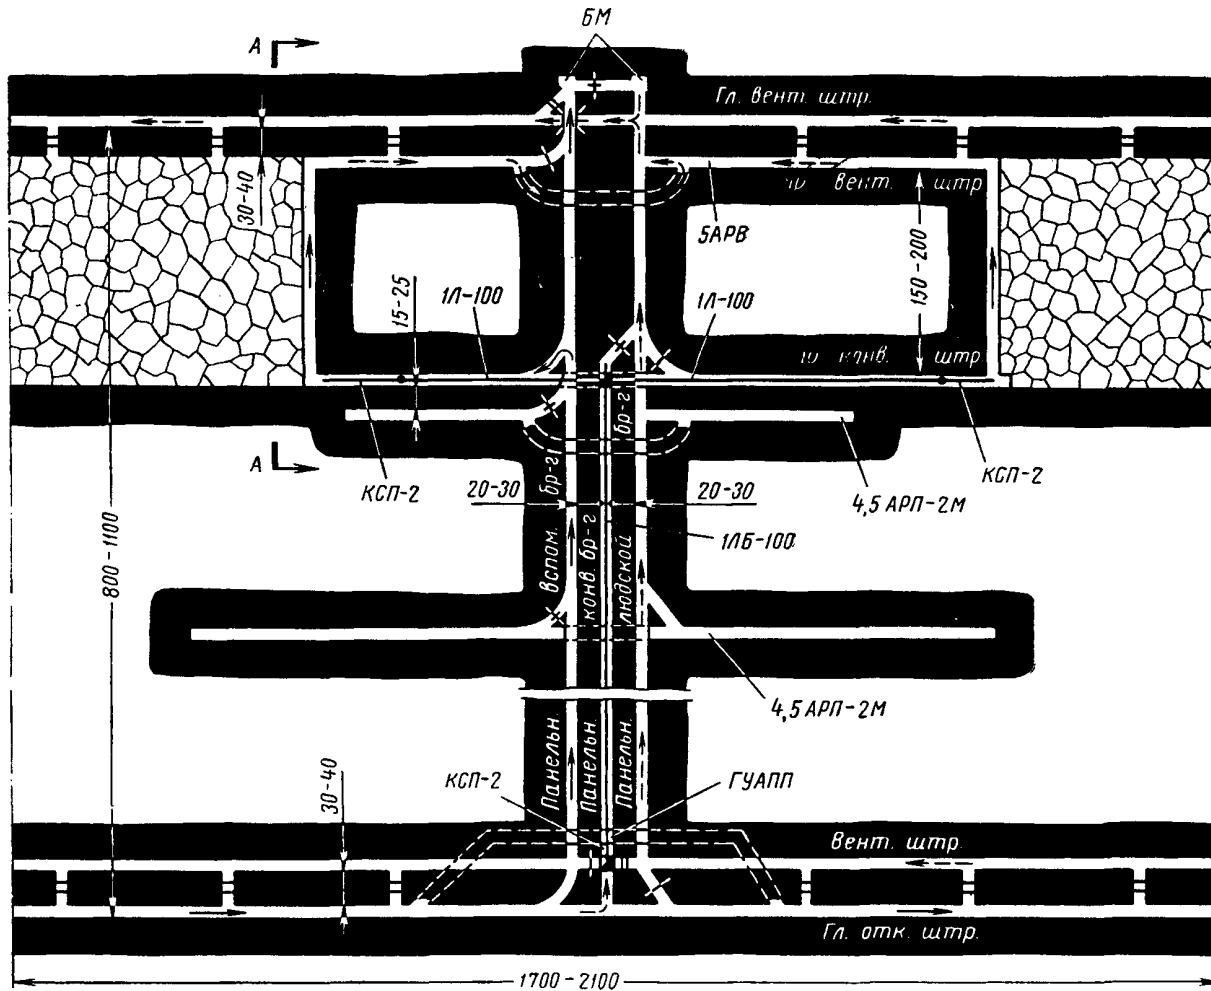 БМ
А
Гл. вент. штр.
30-40
вент. штр
5АРВ
150-200
15-25
1Л-100
1Л-100
конв. штр.
бр-г
А
КСП-2
КСП-2
20-30
бр-г
20-30
4,5 АРП-2М
1ЛБ-100
800-1100
Вспом.
конв. бр-г
людской
4,5 АРП-2М
Панельн.
Панельн.
Панельн.
КСП-2
ГУАПП
30-40
Вент. штр.
Гл. отк. штр.
1700-2100